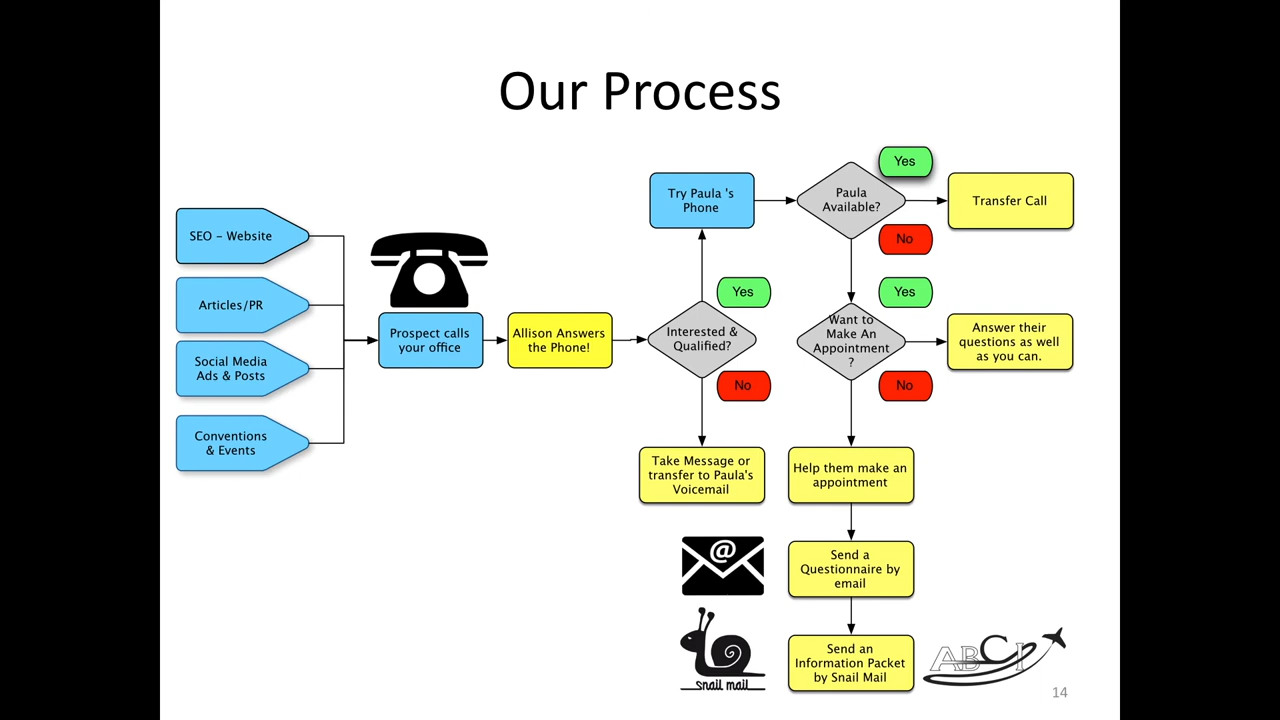 Our Process
SEO – Website
Articles/PR
Social Media
Ads & Posts
Conventions
& Events
Prospect calls
your office
Allison Answers
the Phone!
Interested &
Qualified?
Yes
No
Try Paula 's
Phone
Take Message or
transfer to Paula's
Voicemail
Paula
Available?
Yes
No
Transfer Call
Want to
Make An
Appointment
?
Yes
No
Answer their
questions as well
as you can.
Help them make an
appointment
Send a
Questionnaire by
email
@
Send an
Information Packet
by Snail Mail
snail mail
ABCI
14